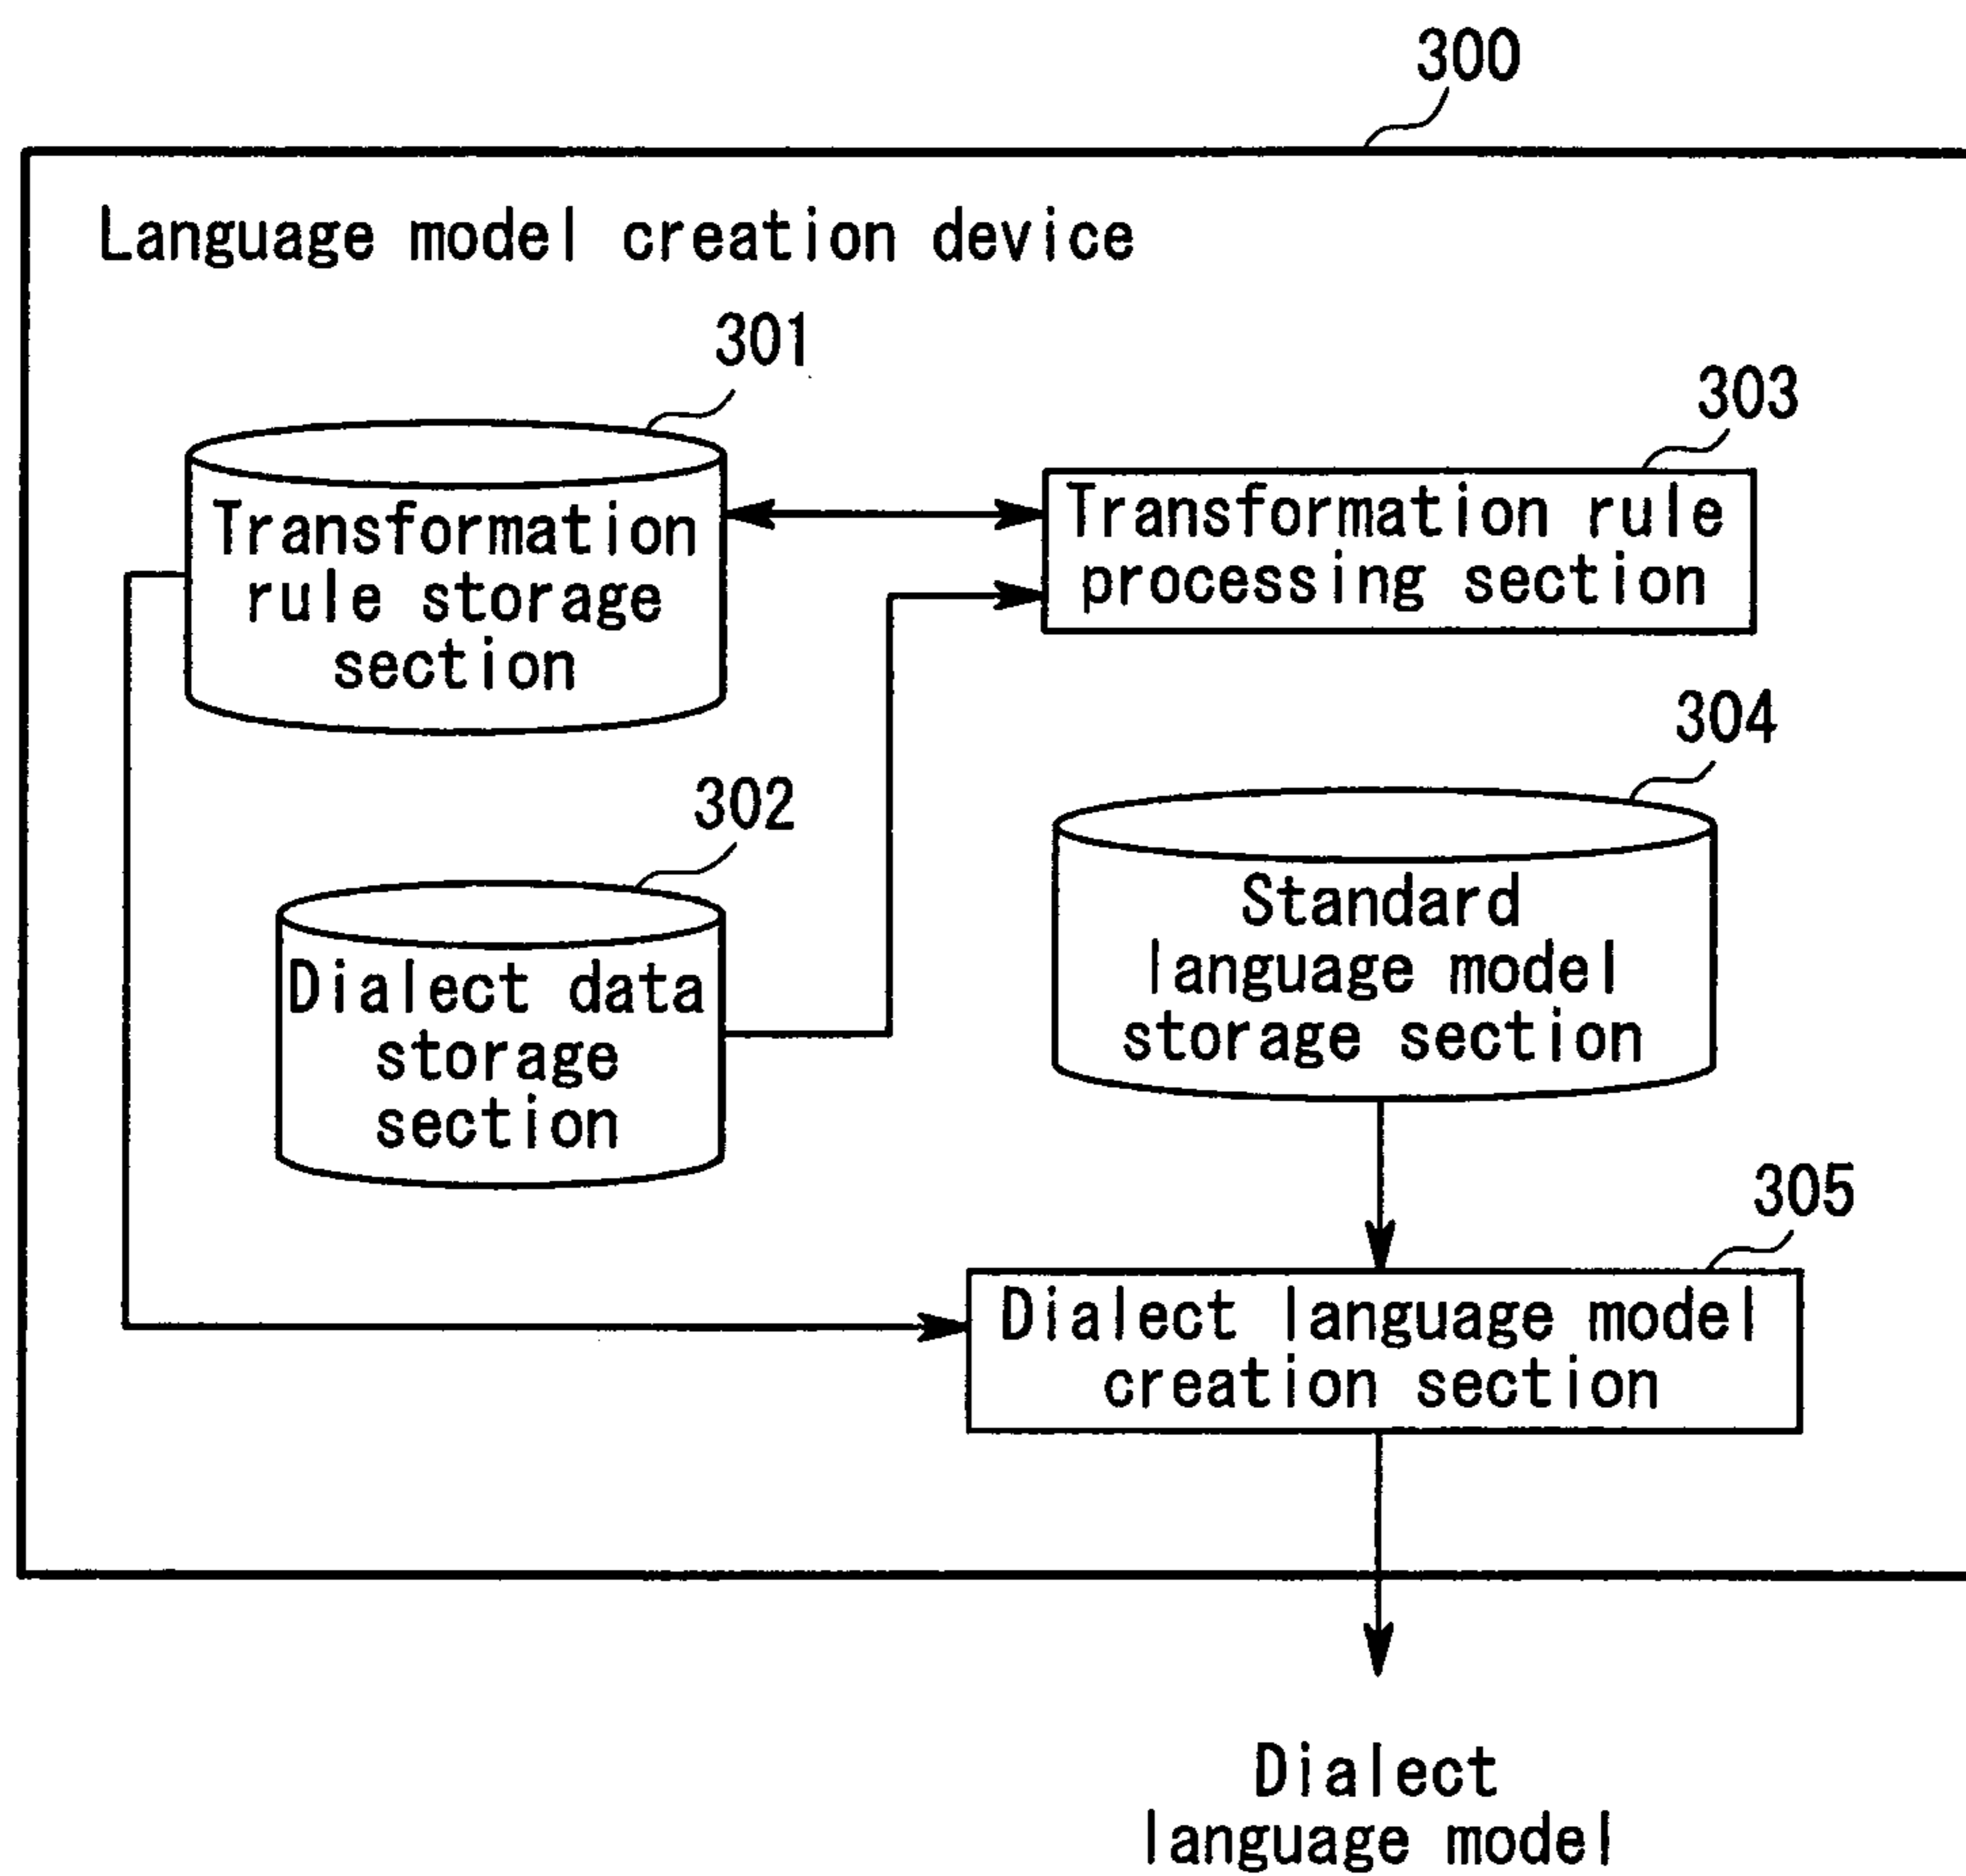 300
Language model creation device
301
303
Transformation
rule storage
section
Transformation rule
processing section
304
302
Standard
language model
storage section
Dialect data
storage
section
305
Dialect language model
creation section
Dialect
language model